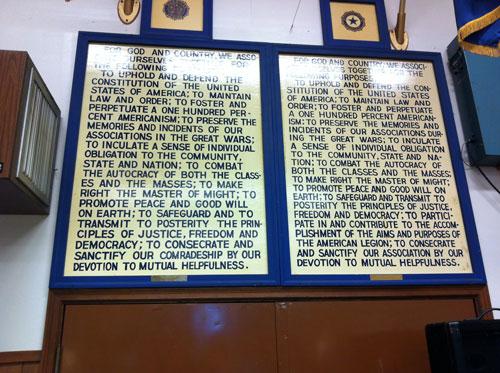 FOR GOD AND COUNTRY, WE ASSO-
OURSELVES FOR
THE FOLLOWING
TO UPHOLD AND DEFEND THE
CONSTITUTION OF THE UNITED
STATES OF AMERICA; TO MAINTAIN
LAW AND ORDER; TO FOSTER AND
PERPETUATE A ONE HUNDRED PER-
CENT AMERICANISM; TO PRESERVE THE
MEMORIES AND INCIDENTS OF OUR
ASSOCIATIONS IN THE GREAT WARS;
TO INCULATE A SENSE OF INDIVIDUAL
OBLIGATION TO THE COMMUNITY,
STATE AND NATION; TO COMBAT
THE AUTOCRACY OF BOTH THE CLASS-
ES AND THE MASSES; TO MAKE
RIGHT THE MASTER OF MIGHT; TO
PROMOTE PEACE AND GOOD WILL
ON EARTH; TO SAFEGUARD AND TO
TRANSMIT TO POSTERITY THE PRIN-
CIPLES OF JUSTICE, FREEDOM AND
DEMOCRACY; TO CONSECRATE AND
SANCTIFY OUR COMRADESHIP BY OUR
DEVOTION TO MUTUAL HELPFULNESS.
FOR GOD AND COUNTRY, WE ASSOCI-
SELVES TOGETHER FOR THE
FOLLOWING PURPOSES:
TO UPHOLD AND DEFEND THE CON-
STITUTION OF THE UNITED STATES
OF AMERICA; TO MAINTAIN LAW AND
ORDER; TO FOSTER AND PERPETUATE
A ONE HUNDRED PERCENT AMERICAN-
ISM; TO PRESERVE THE MEMORIES AND
INCIDENTS OF OUR ASSOCIATIONS DUR-
ING THE GREAT WARS; TO INCULATE
A SENSE OF INDIVIDUAL OBLIGATION
TO THE COMMUNITY, STATE AND NA-
TION; TO COMBAT THE AUTOCRACY OF
BOTH THE CLASSES AND THE MASSES;
TO MAKE RIGHT THE MASTER OF MIGHT;
TO PROMOTE PEACE AND GOOD WILL ON
EARTH; TO SAFEGUARD AND TRANSMIT TO
POSTERITY THE PRINCIPLES OF JUSTICE,
FREEDOM AND DEMOCRACY; TO PARTICI-
PATE IN AND CONTRIBUTE TO THE ACCOM-
PLISHMENT OF THE AIMS AND PURPOSES OF
THE AMERICAN LEGION; TO CONSECRATE
AND SANCTIFY OUR ASSOCIATION BY OUR
DEVOTION TO MUTUAL HELPFULNESS.